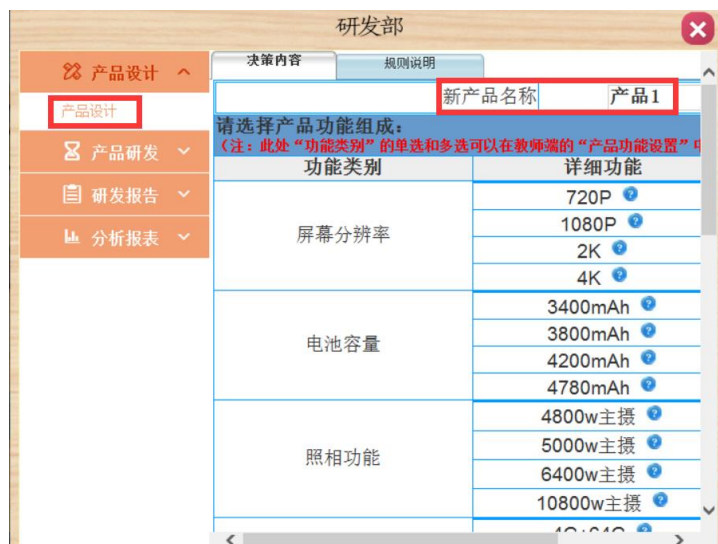 研发部
产品设计
产品设计
产品研发
研发报告
分析报表
决策内容
规则说明
新产品名称
产品1
请选择产品功能组成：
（注：此处“功能类别”的单选和多选可以在教师端的“产品功能设置”中
功能类别
详细功能
屏幕分辨率
720P
1080P
2K
4K
电池容量
3400mAh
3800mAh
4200mAh
4780mAh
照相功能
4800w主摄
5000w主摄
6400w主摄
10800w主摄